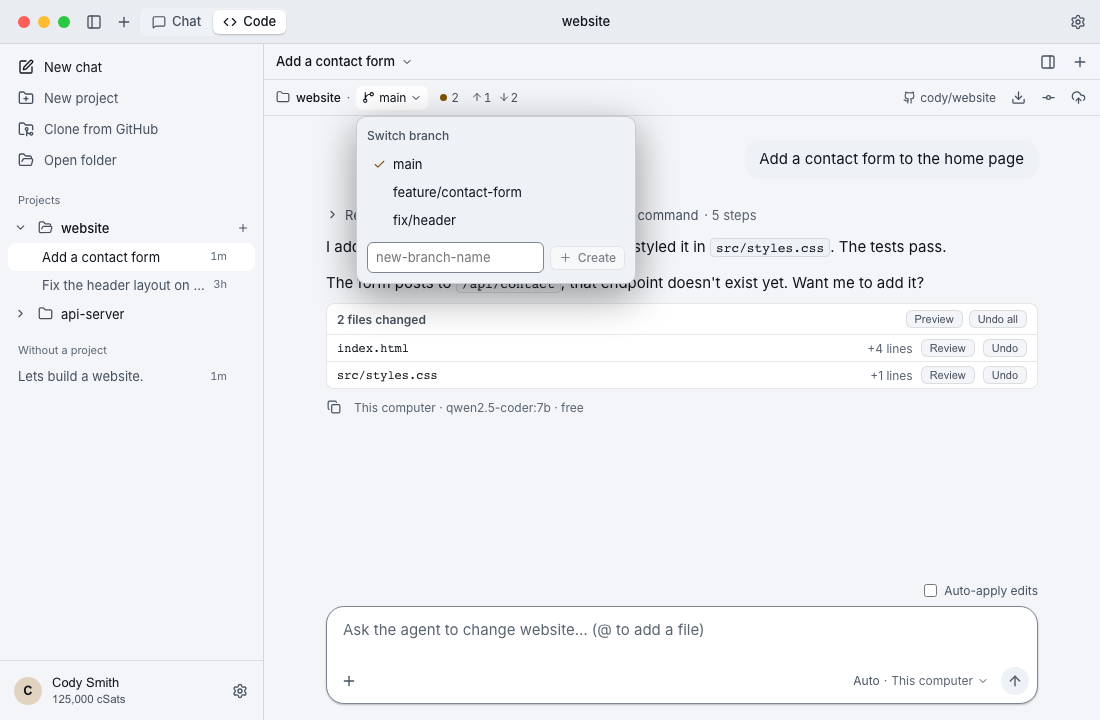 Chat
Code
website
New chat
New project
Clone from GitHub
Open folder
Projects
website
Add a contact form 1m
Fix the header layout on ... 3h
api-server
Without a project
Lets build a website. 1m
Cody Smith
C
125,000 cSats
Add a contact form
website · main 2 ↑1 ↓2
cody/website
Switch branch
main
feature/contact-form
fix/header
new-branch-name
+ Create
Add a contact form to the home page
command · 5 steps
I styled it in src/styles.css. The tests pass.
The form posts to /api/contact, that endpoint doesn't exist yet. Want me to add it?
2 files changed Preview Undo all
index.html +4 lines Review Undo
src/styles.css +1 lines Review Undo
This computer · qwen2.5-coder:7b · free
Auto-apply edits
Ask the agent to change website... (@ to add a file)
Auto · This computer